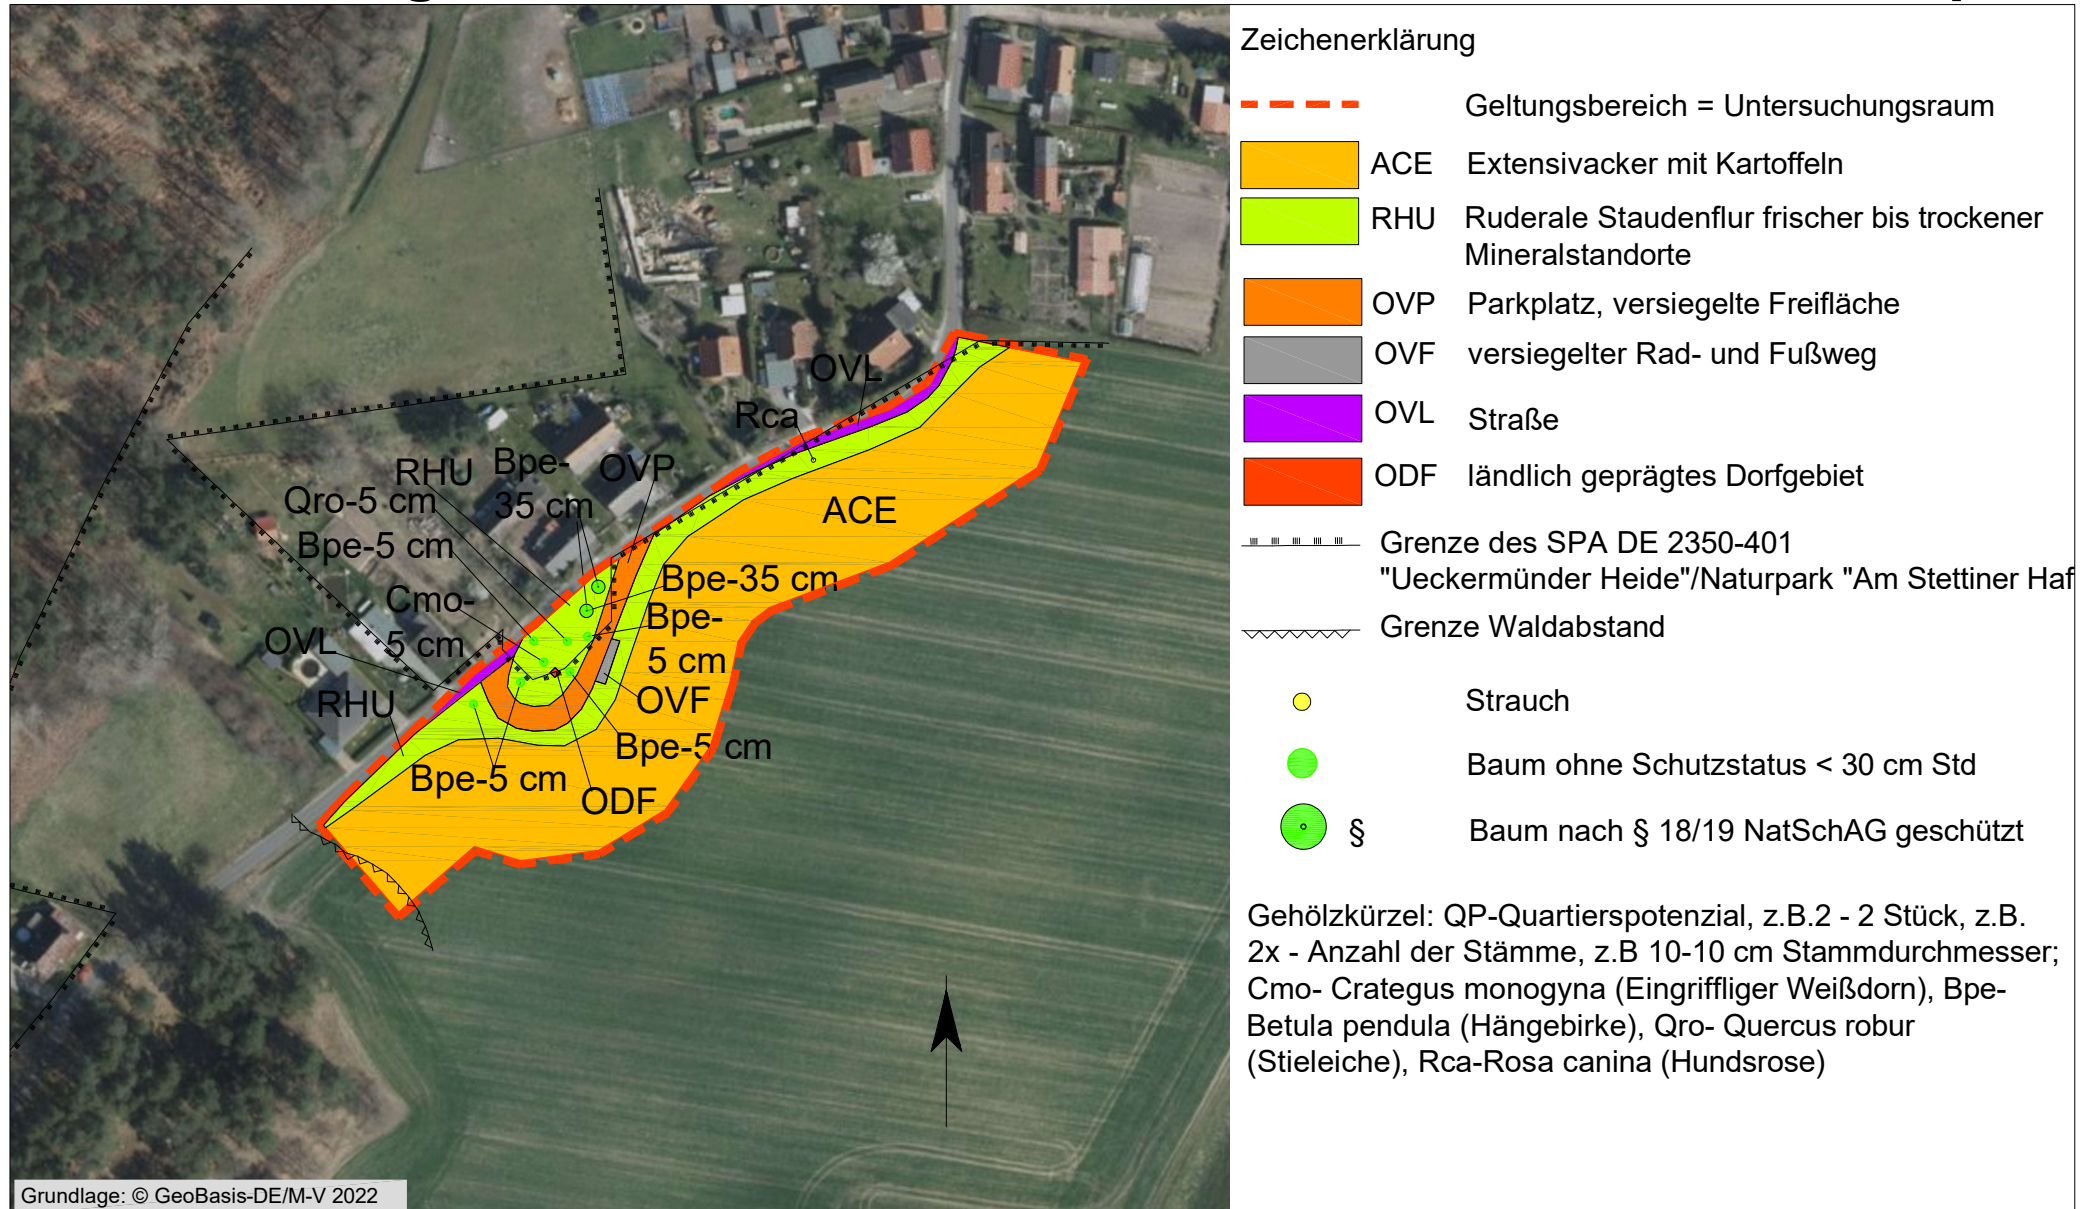 OVL
Rca
RHU
Bpe-
35 cm
OVP
Qro-5 cm
Bpe-5 cm
ACE
Cmo-
5 cm
Bpe-35 cm
Bpe-
5 cm
OVL
RHU
OVF
Bpe-5 cm
Bpe-5 cm
ODF
Grundlage: © GeoBasis-DE/M-V 2022
Zeichenerklärung
Geltungsbereich = Untersuchungsraum
ACE Extensivacker mit Kartoffeln
RHU Ruderale Staudenflur frischer bis trockener
Mineralstandorte
OVP Parkplatz, versiegelte Freifläche
OVF versiegelter Rad- und Fußweg
OVL Straße
ODF ländlich geprägtes Dorfgebiet
Grenze des SPA DE 2350-401
"Ueckermünder Heide"/Naturpark "Am Stettiner Haf
Grenze Waldabstand
Strauch
Baum ohne Schutzstatus < 30 cm Std
§ Baum nach § 18/19 NatSchAG geschützt
Gehölzkürzel: QP-Quartierspotenzial, z.B.2 - 2 Stück, z.B.
2x - Anzahl der Stämme, z.B 10-10 cm Stammdurchmesser;
Cmo- Crategus monogyna (Eingriffliger Weißdorn), Bpe-
Betula pendula (Hängebirke), Qro- Quercus robur
(Stieleiche), Rca-Rosa canina (Hundsrose)